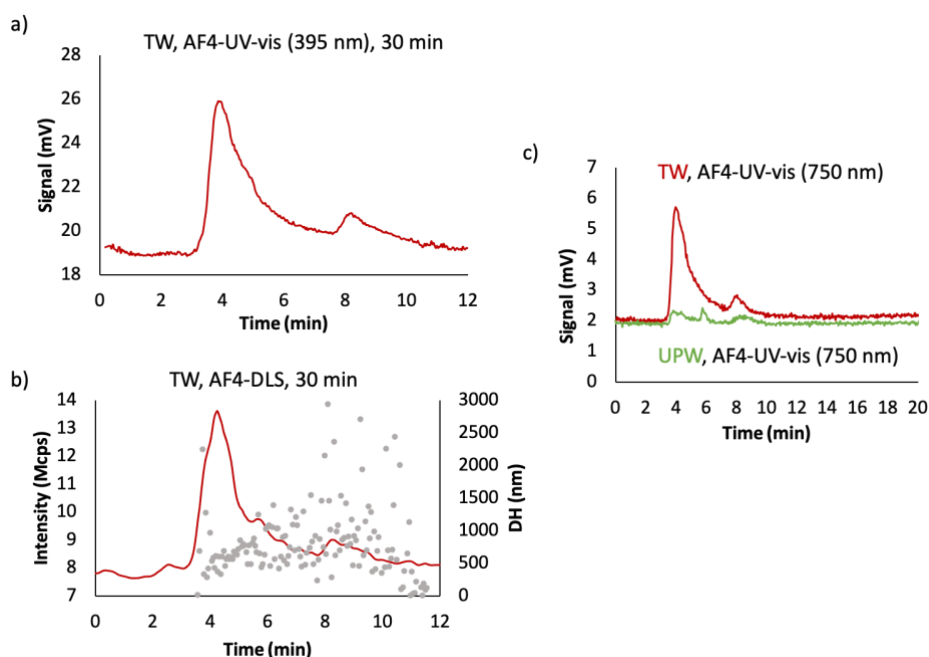 a)
TW, AF4-UV-vis (395 nm), 30 min
28
26
24
22
20
18
Signal (mV)
0 2 4 6 8 10 12
Time (min)
b)
TW, AF4-DLS, 30 min
14
13
12
11
10
9
8
7
Intensity (Mcps)
3000
2500
2000
1500
1000
500
0
DH (nm)
0 2 4 6 8 10 12
Time (min)
c)
7
6
5
4
3
2
1
0
Signal (mV)
TW, AF4-UV-vis (750 nm)
UPW, AF4-UV-vis (750 nm)
0 2 4 6 8 10 12 14 16 18 20
Time (min)